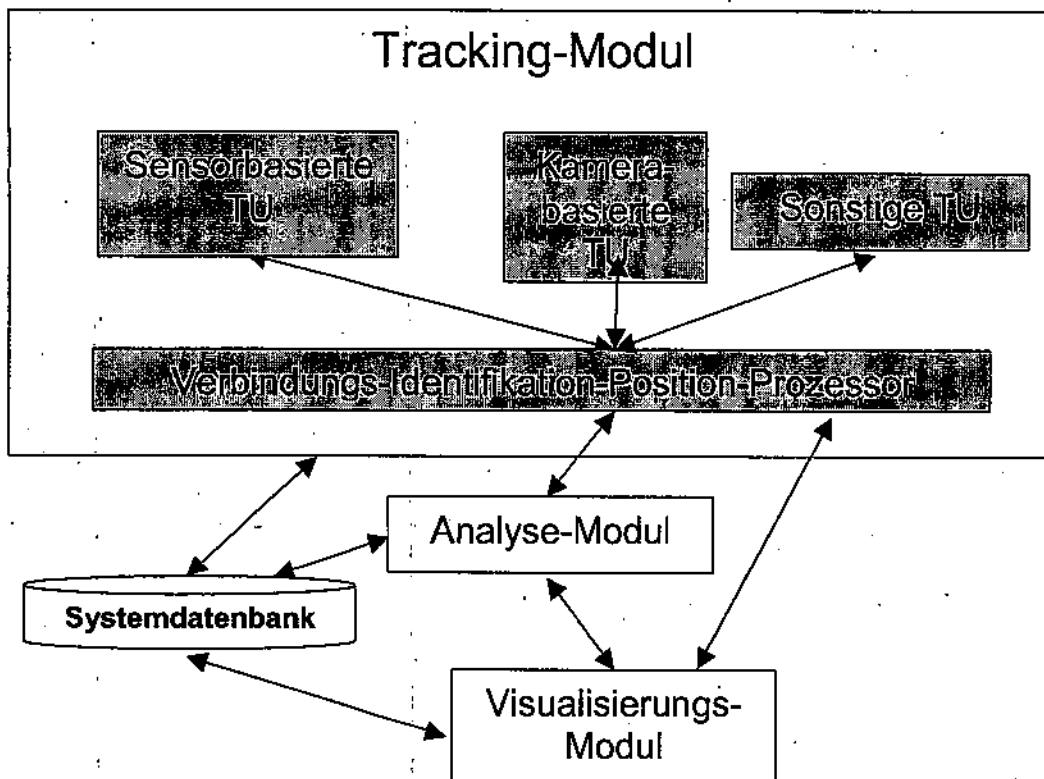 Tracking-Modul
Sensorbasierte
TU
Kamera-
basierte
TU
Sonstige TU
Verbindungs-Identifikation-Position-Prozessor
Analyse-Modul
Systemdatenbank
Visualisierungs-
Modul